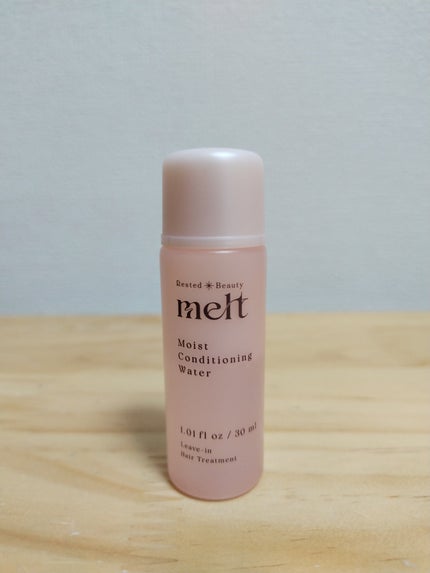 Rested ✳ Beauty
melt
Moist
Conditioning
Water
1.01 fl oz / 30 ml
Leave-in
Hair Treatment